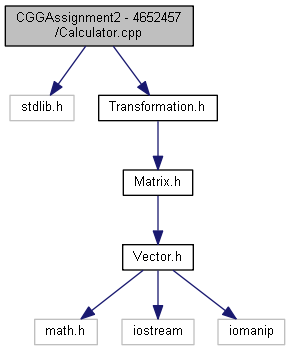 CGGAssignment2 - 4652457
/Calculator.cpp
stdlib.h
Transformation.h
Matrix.h
Vector.h
math.h
iostream
iomanip